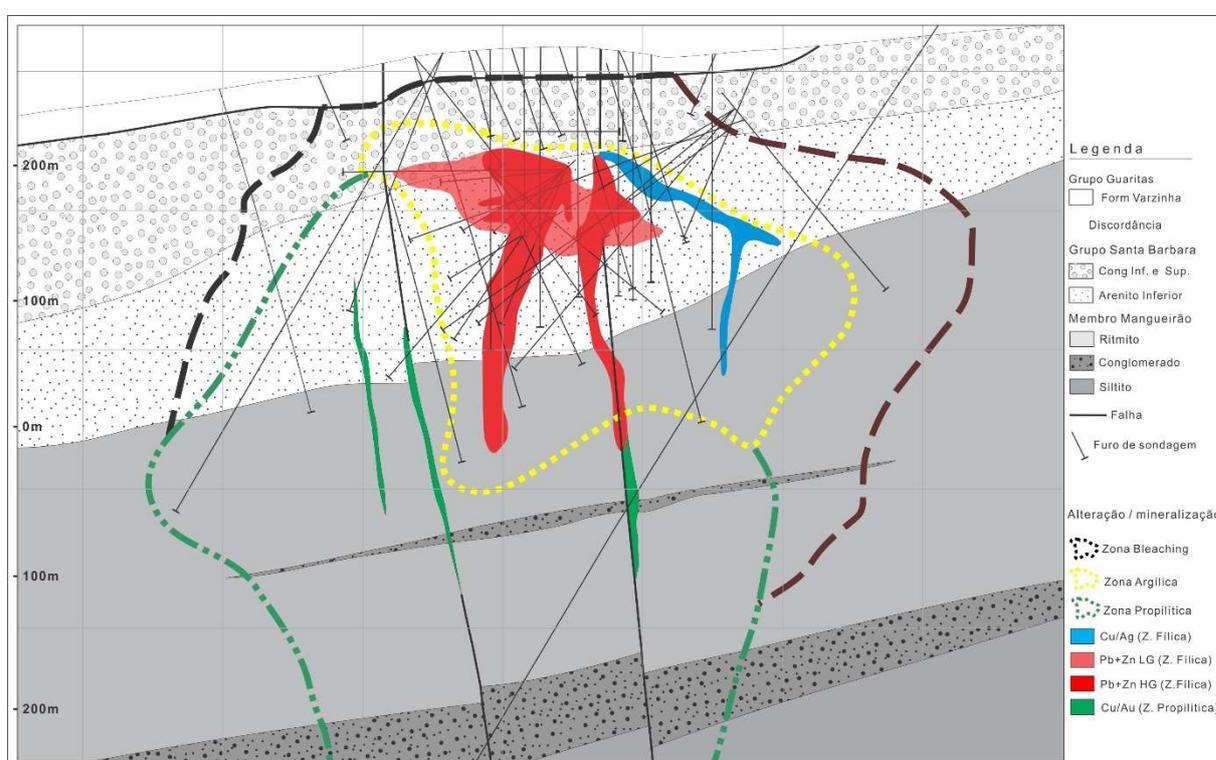 200m
100m
0m
100m
200m
Legenda
Grupo Guaritas
Form Varzinha
Discordância
Grupo Santa Barbara
Cong Inf. e Sup.
Arenito Inferior
Membro Mangueirão
Ritmito
Conglomerado
Siltito
Falha
Furo de sondagem
Alteração / mineralização
Zona Bleaching
Zona Argílica
Zona Propilítica
Cu/Ag (Z. Fílica)
Pb+Zn LG (Z. Fílica)
Pb+Zn HG (Z.Fílica)
Cu/Au (Z. Propilítica)